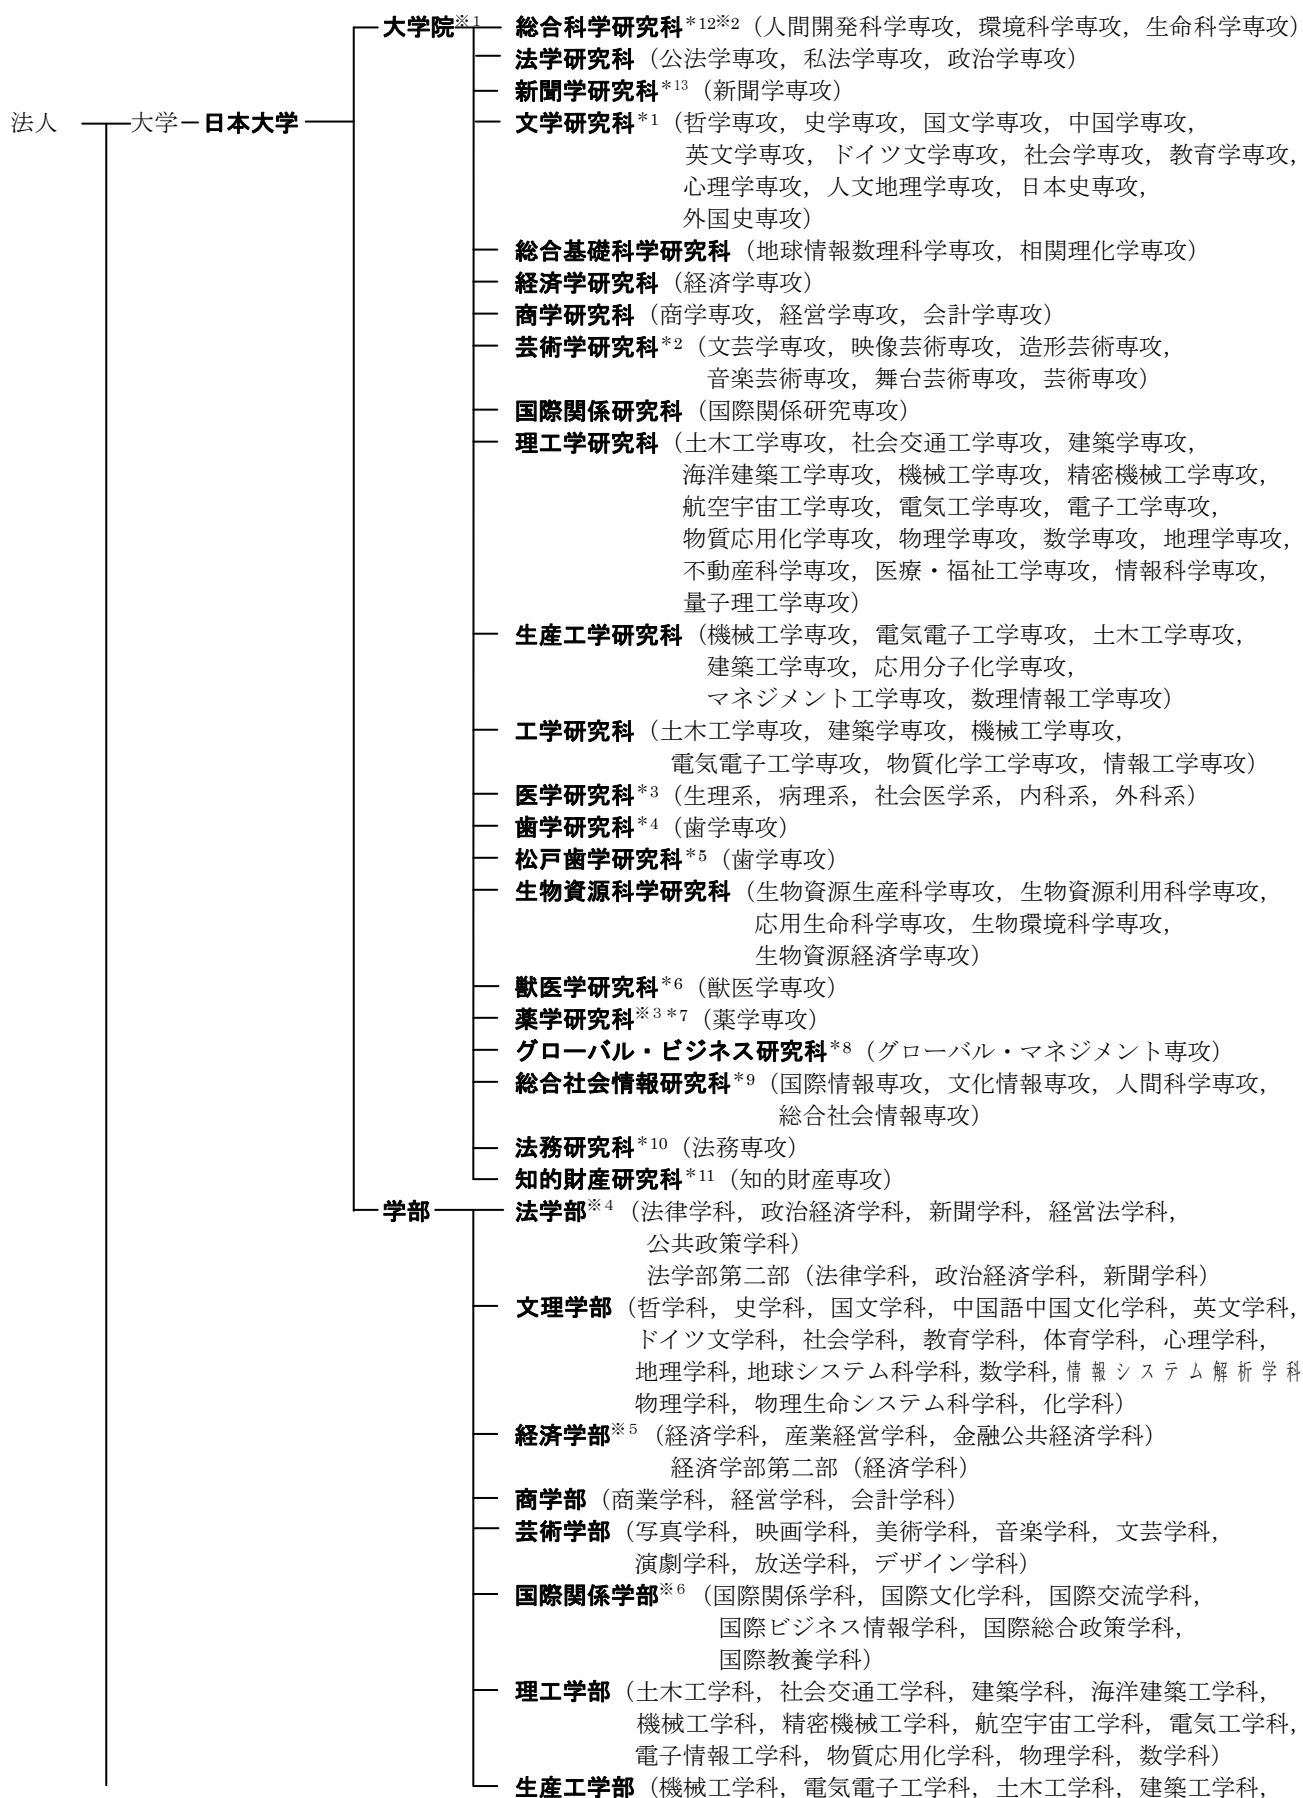 大学院※1 総合科学研究科*12※2（人間開発科学専攻，環境科学専攻，生命科学専攻）
法学研究科（公法学専攻，私法学専攻，政治学専攻）
新聞学研究科*13（新聞学専攻）
法人 大学 日本大学 文学研究科*1（哲学専攻，史学専攻，国文学専攻，中国学専攻，
英文学専攻，ドイツ文学専攻，社会学専攻，教育学専攻，
心理学専攻，人文地理学専攻，日本史専攻，
外国史専攻）
総合基礎科学研究科（地球情報数理科学専攻，相関理化学専攻）
経済学研究科（経済学専攻）
商学研究科（商学専攻，経営学専攻，会計学専攻）
芸術学研究科*2（文芸学専攻，映像芸術専攻，造形芸術専攻，
音楽芸術専攻，舞台芸術専攻，芸術専攻）
国際関係研究科（国際関係研究専攻）
理工学研究科（土木工学専攻，社会交通工学専攻，建築学専攻，
海洋建築工学専攻，機械工学専攻，精密機械工学専攻，
航空宇宙工学専攻，電気工学専攻，電子工学専攻，
物質応用化学専攻，物理学専攻，数学専攻，地理学専攻，
不動産科学専攻，医療・福祉工学専攻，情報科学専攻，
量子理工学専攻）
生産工学研究科（機械工学専攻，電気電子工学専攻，土木工学専攻，
建築工学専攻，応用分子化学専攻，
マネジメント工学専攻，数理情報工学専攻）
工学研究科（土木工学専攻，建築学専攻，機械工学専攻，
電気電子工学専攻，物質化学工学専攻，情報工学専攻）
医学研究科*3（生理系，病理系，社会医学系，内科系，外科系）
歯学研究科*4（歯学専攻）
松戸歯学研究科*5（歯学専攻）
生物資源科学研究科（生物資源生産科学専攻，生物資源利用科学専攻，
応用生命科学専攻，生物環境科学専攻，
生物資源経済学専攻）
獣医学研究科*6（獣医学専攻）
薬学研究科※3*7（薬学専攻）
グローバル・ビジネス研究科*8（グローバル・マネジメント専攻）
総合社会情報研究科*9（国際情報専攻，文化情報専攻，人間科学専攻，
総合社会情報専攻）
法務研究科*10（法務専攻）
知的財産研究科*11（知的財産専攻）
学部 法学部※4（法律学科，政治経済学科，新聞学科，経営法学科，
公共政策学科）
法学部第二部（法律学科，政治経済学科，新聞学科）
文理学部（哲学科，史学科，国文学科，中国語中国文化学科，英文学科，
ドイツ文学科，社会学科，教育学科，体育学科，心理学科，
地理学科，地球システム科学科，数学科，情報システム解析学科
物理学科，物理生命システム科学科，化学科）
経済学部※5（経済学科，産業経営学科，金融公共経済学科）
経済学部第二部（経済学科）
商学部（商業学科，経営学科，会計学科）
芸術学部（写真学科，映画学科，美術学科，音楽学科，文芸学科，
演劇学科，放送学科，デザイン学科）
国際関係学部※6（国際関係学科，国際文化学科，国際交流学科，
国際ビジネス情報学科，国際総合政策学科，
国際教養学科）
理工学部（土木工学科，社会交通工学科，建築学科，海洋建築工学科，
機械工学科，精密機械工学科，航空宇宙工学科，電気工学科，
電子情報工学科，物質応用化学科，物理学科，数学科）
生産工学部（機械工学科，電気電子工学科，土木工学科，建築工学科，